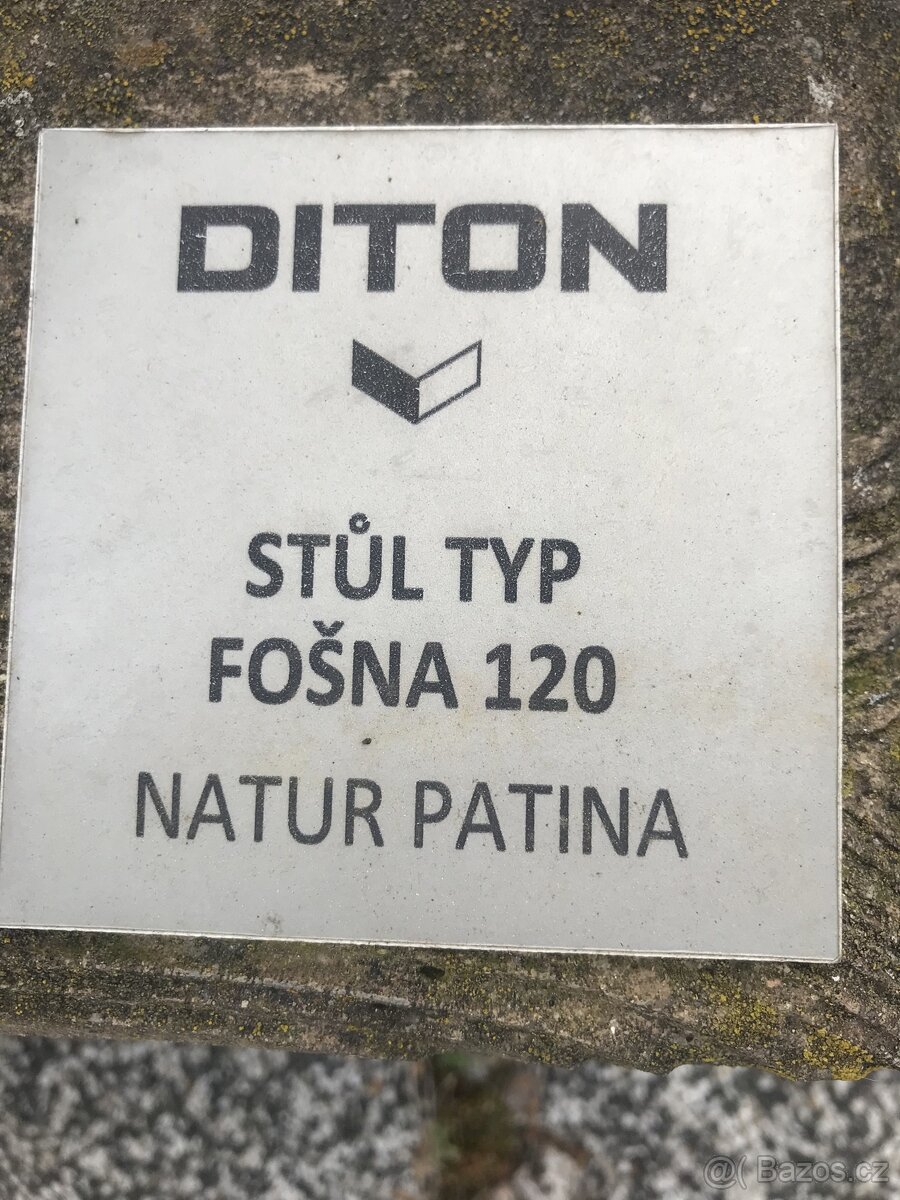 DITON
STŮL TYP
FOŠNA 120
NATUR PATINA
@( Bazos.cz